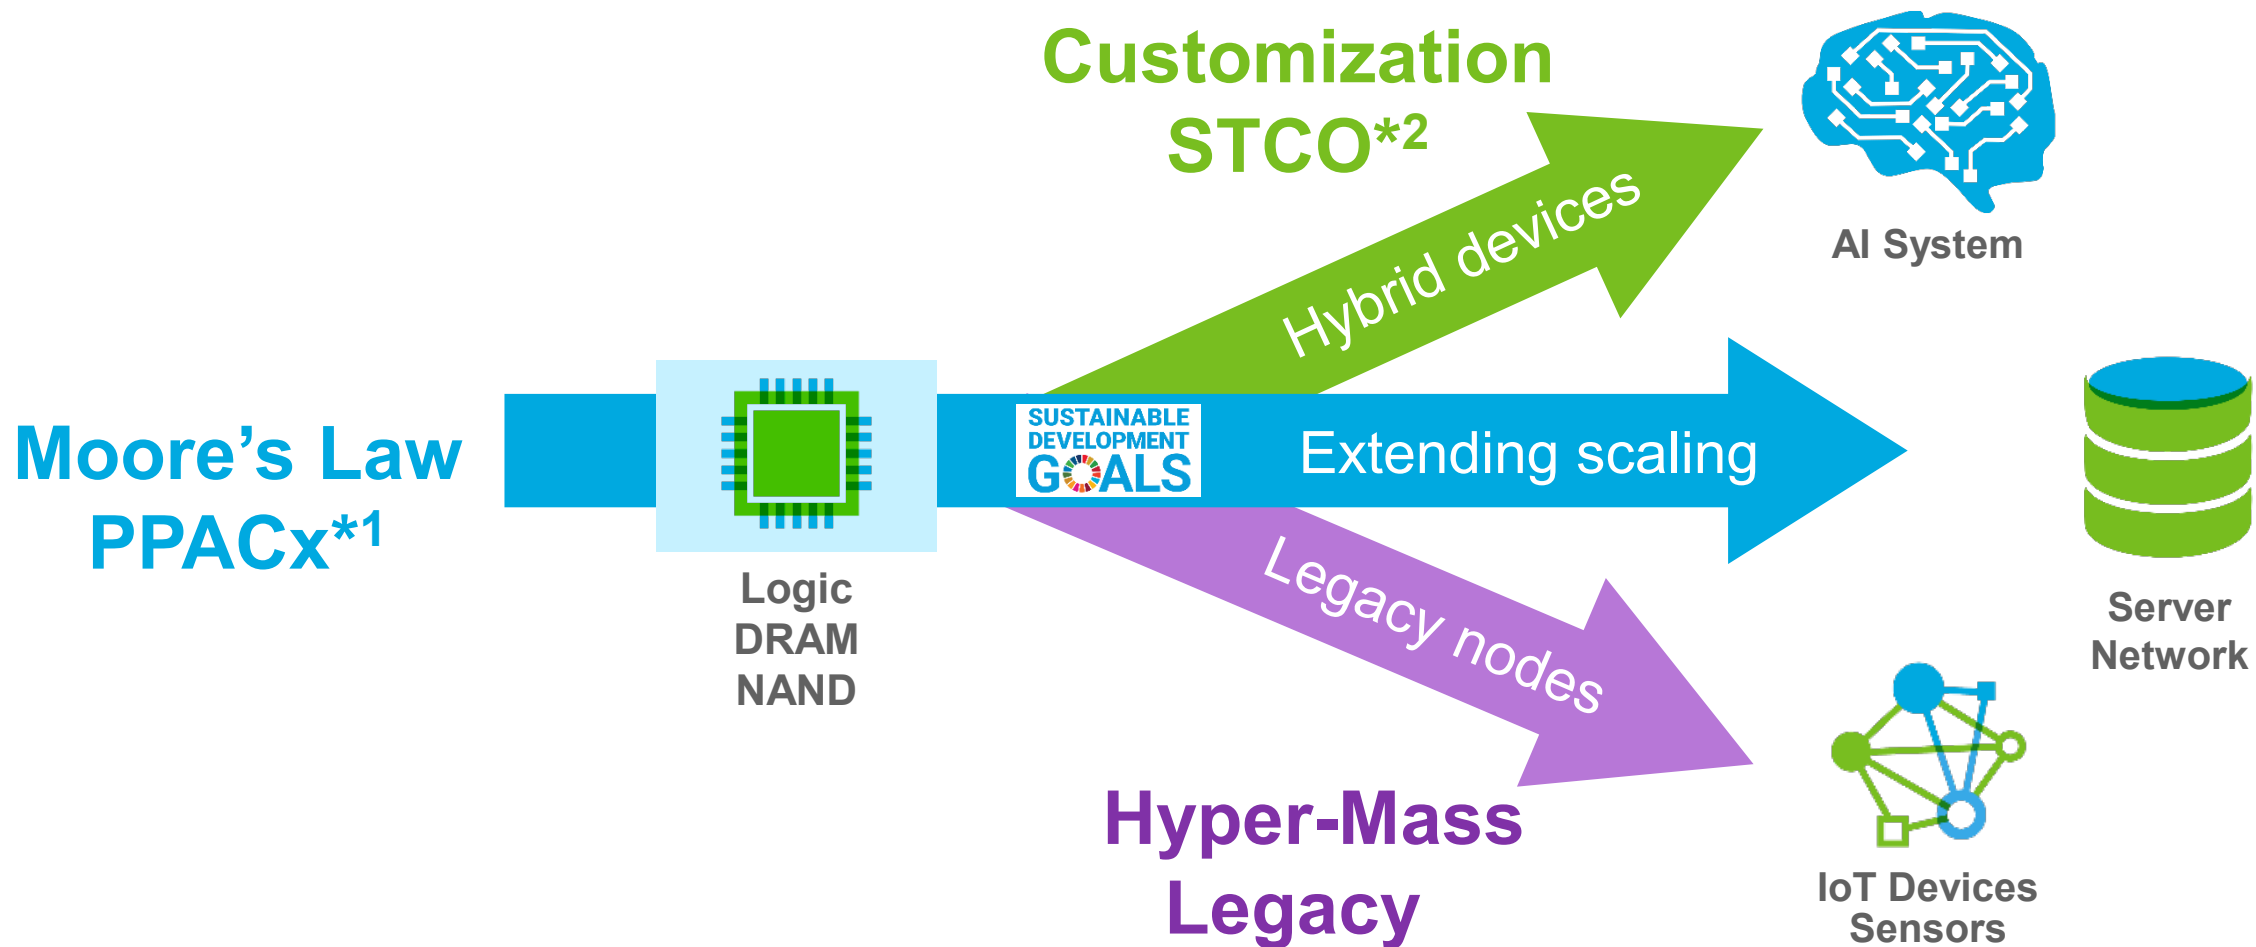 Customization
STCO*2
Hybrid devices
AI System
Moore's Law
PPACx*1
SUSTAINABLE
DEVELOPMENT
GOALS
Extending scaling
Logic
DRAM
NAND
Server
Network
Legacy nodes
Hyper-Mass
Legacy
IoT Devices
Sensors